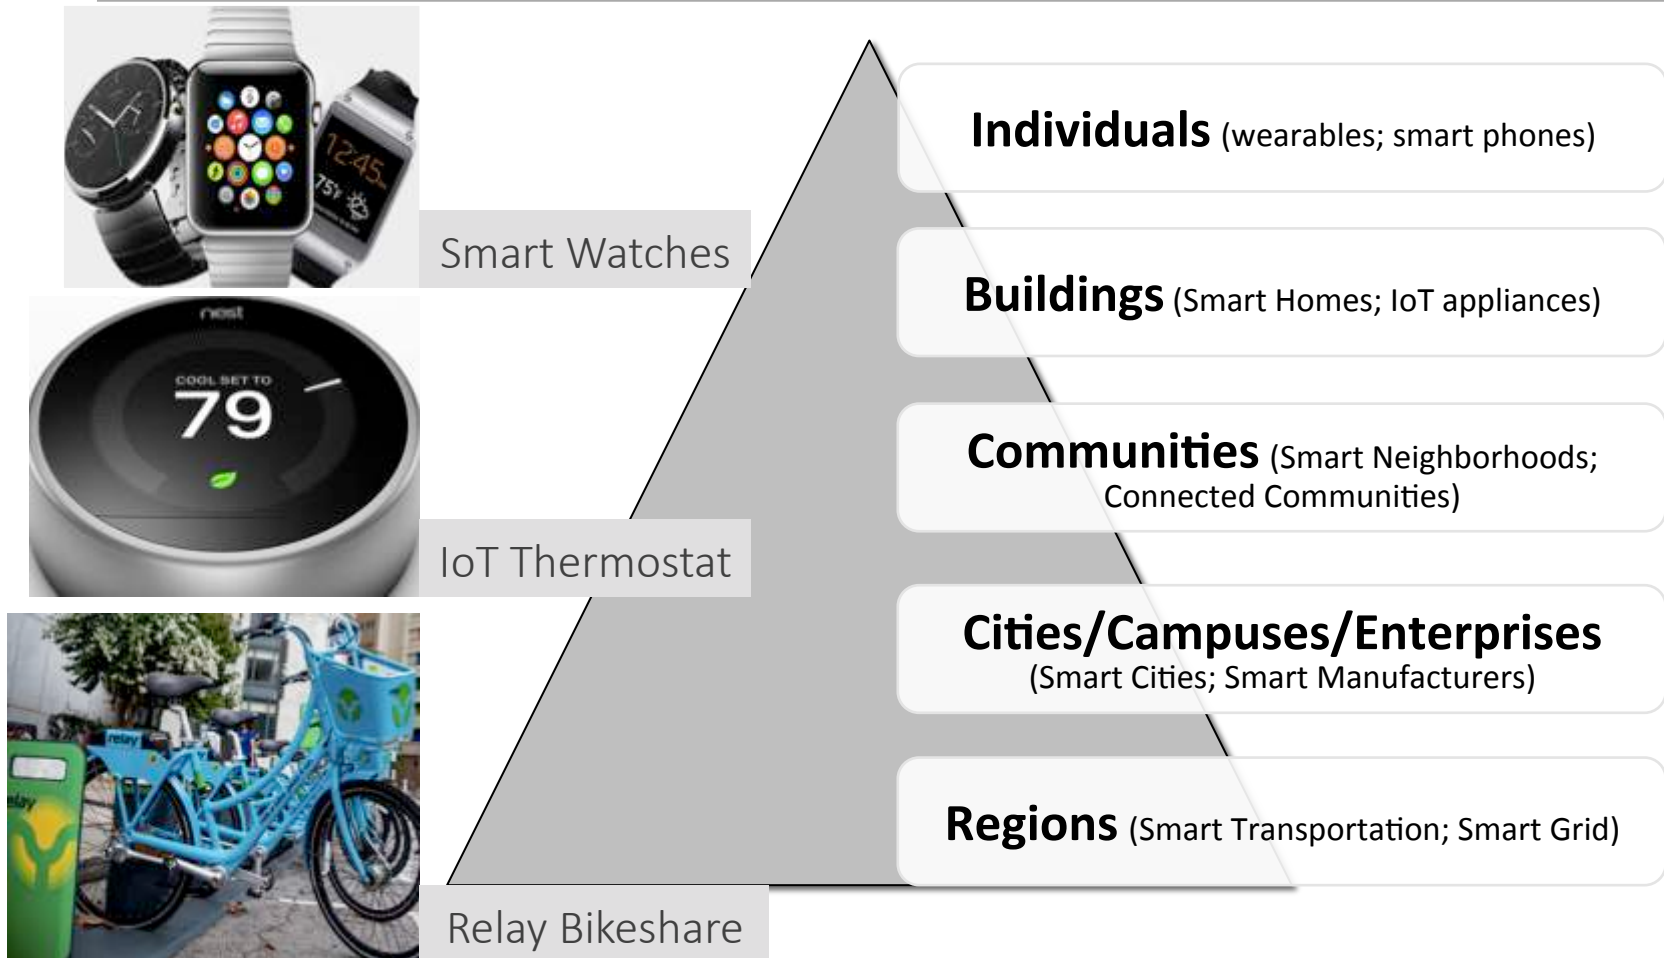 12:45
75°F
Smart Watches
nest
COOL SET TO
79
IoT Thermostat
relay
elay
Relay Bikeshare
Individuals (wearables; smart phones)
Buildings (Smart Homes; IoT appliances)
Communities (Smart Neighborhoods;
Connected Communities)
Cities/Campuses/Enterprises
(Smart Cities; Smart Manufacturers)
Regions (Smart Transportation; Smart Grid)